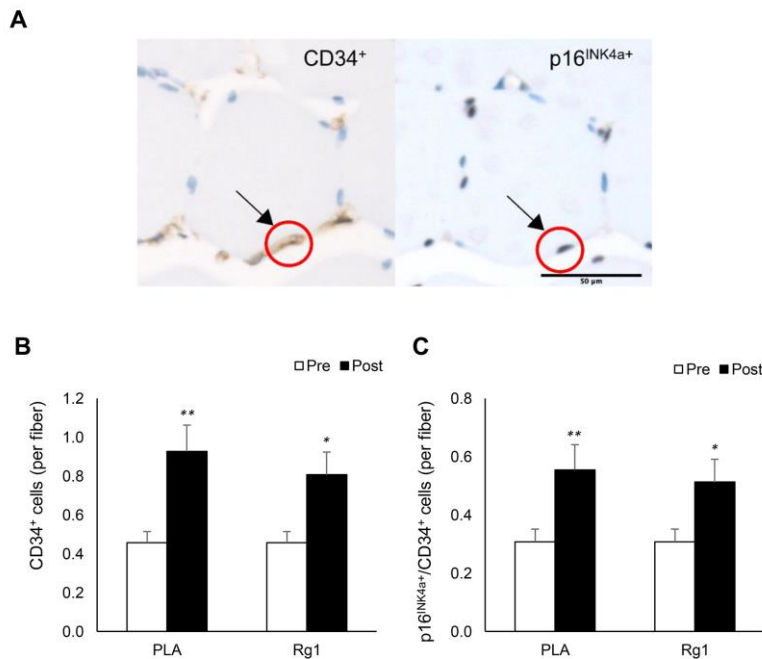 A
CD34⁺ p16ᴵᴺᴷ⁴ᵃ⁺
50 µm
B C
□Pre ■Post □Pre ■Post
CD34⁺ cells (per fiber)
1.2
1.0
0.8
0.6
0.4
0.2
0.0
** *
PLA Rg1
p16ᴵᴺᴷ⁴ᵃ⁺/CD34⁺ cells (per fiber)
0.8
0.6
0.4
0.2
0.0
** *
PLA Rg1